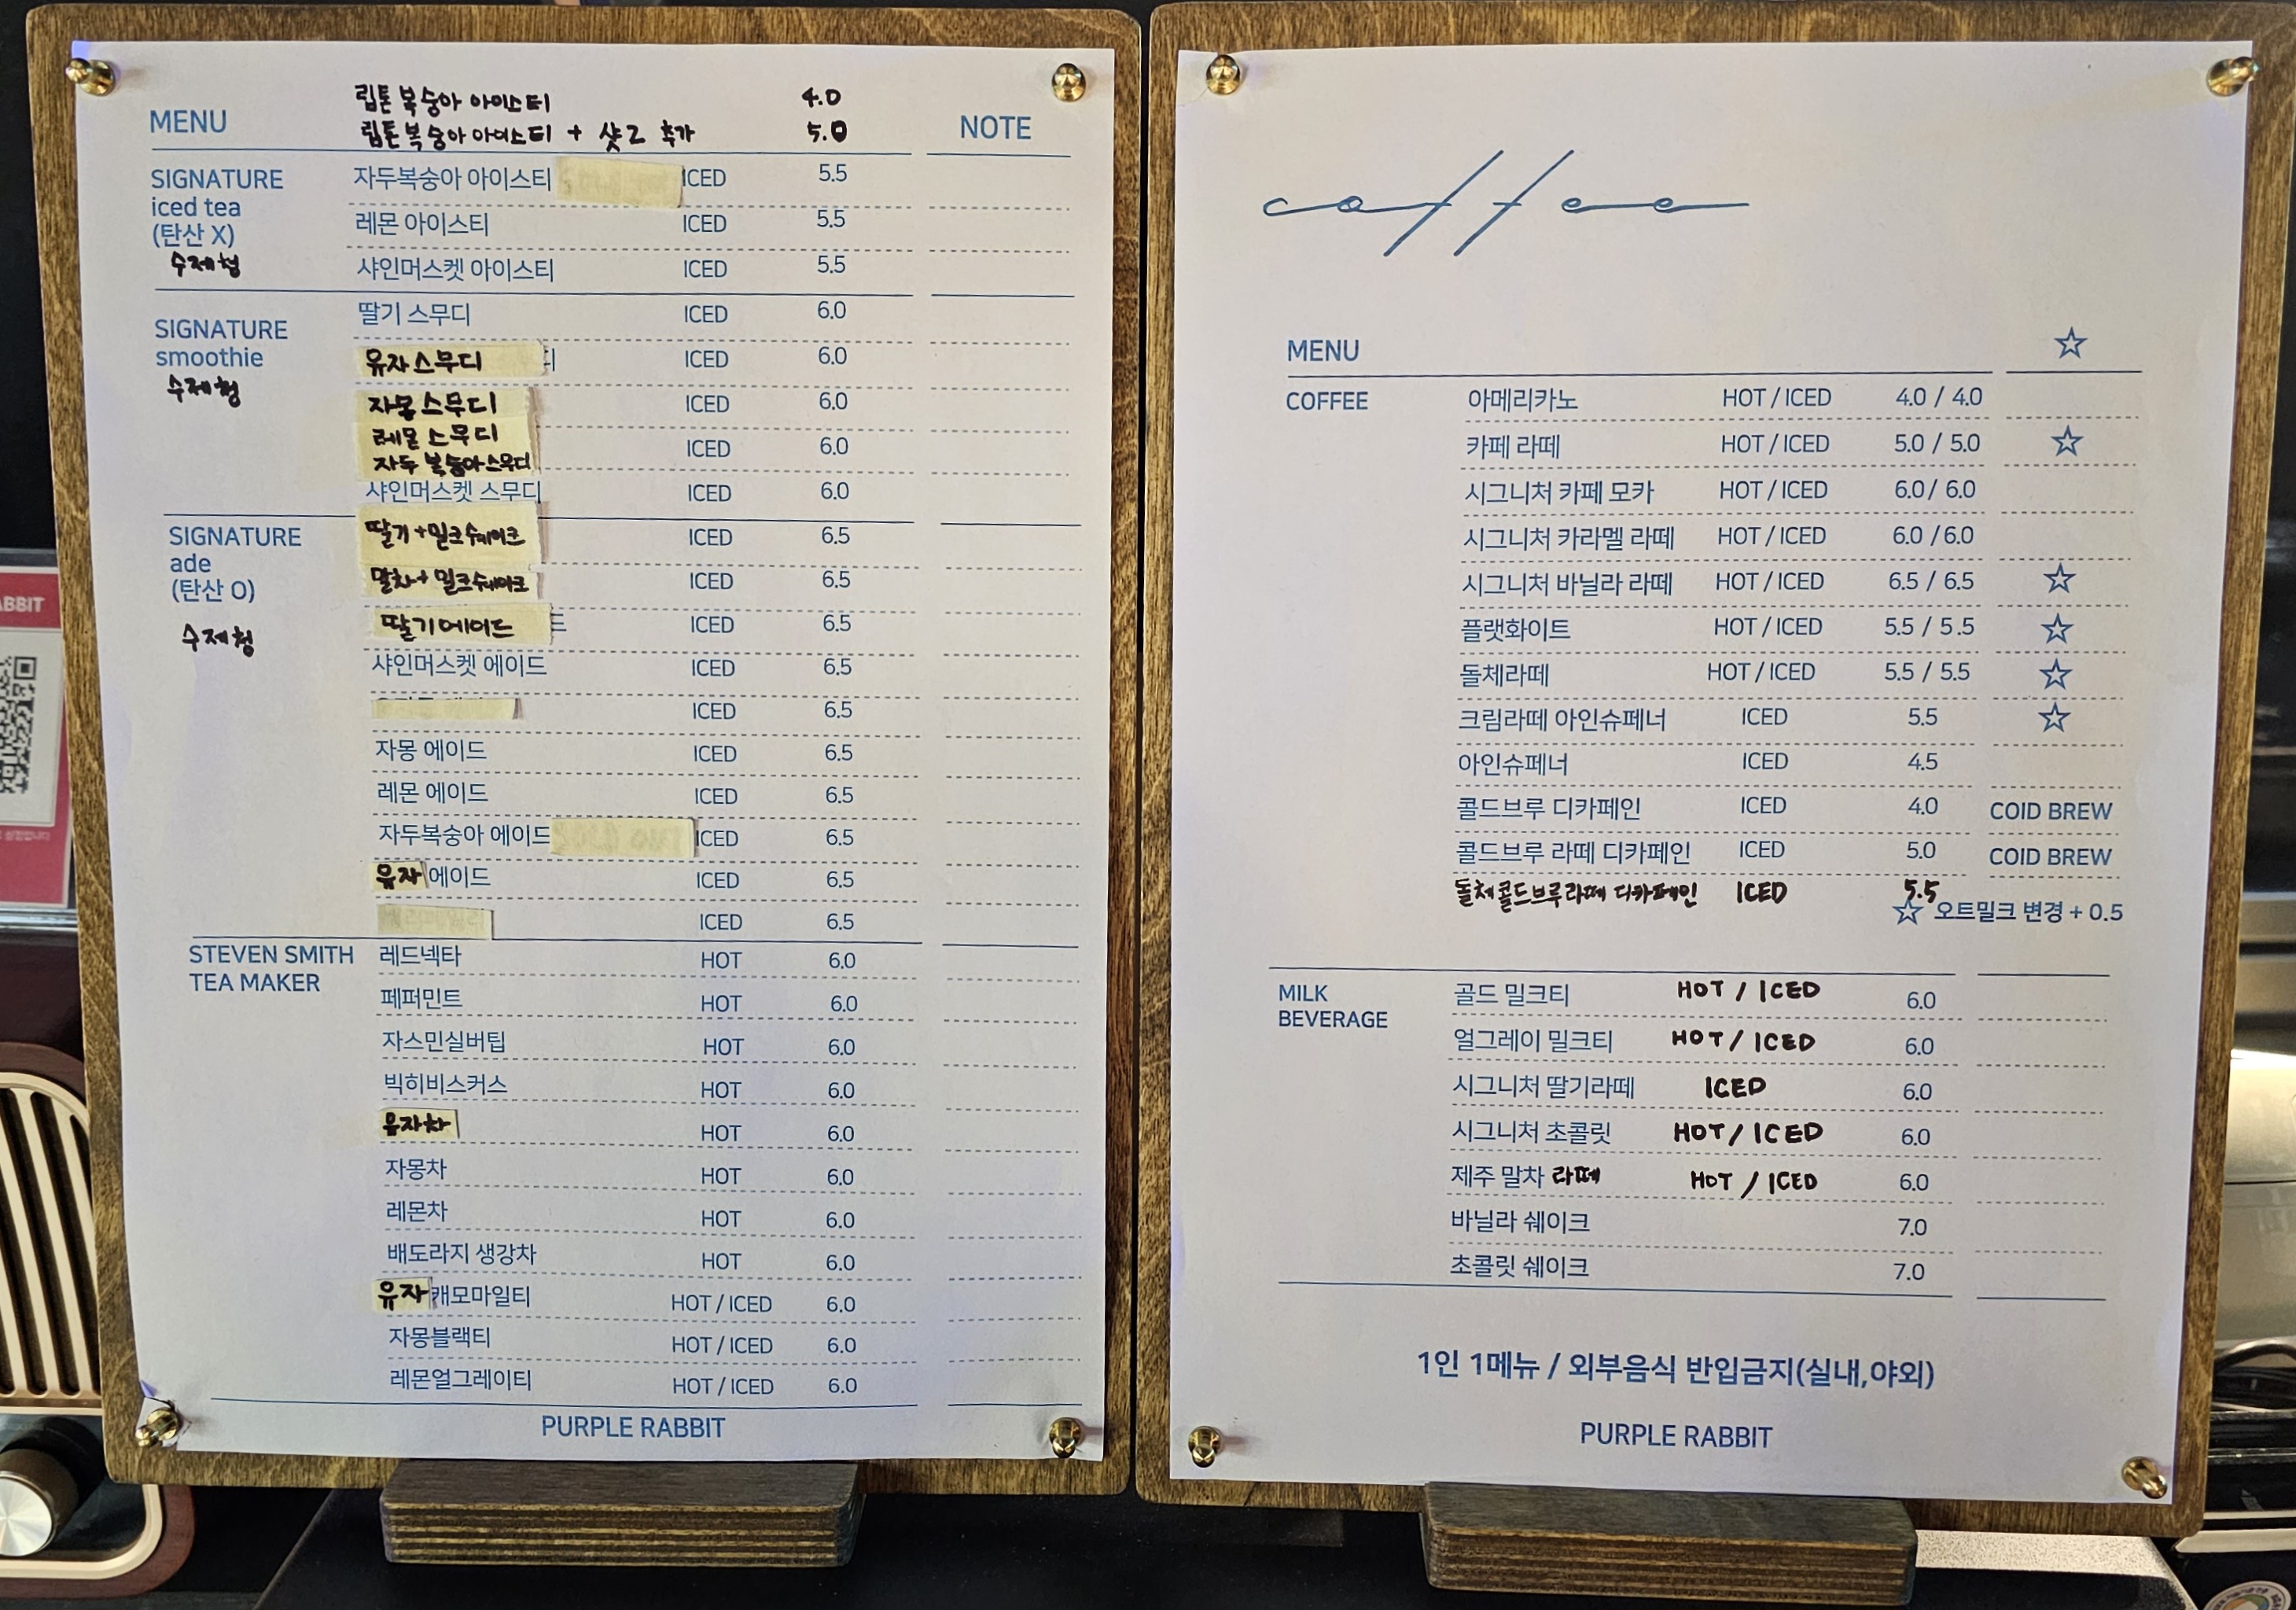 립톤 복숭아 아이스티 4.0
MENU 립톤 복숭아 아이스티 + 샷2 추가 5.0 NOTE
SIGNATURE 자두복숭아 아이스티 ICED 5.5
iced tea 레몬 아이스티 ICED 5.5
(탄산 X)
수제청 샤인머스켓 아이스티 ICED 5.5
SIGNATURE 딸기 스무디 ICED 6.0
smoothie 유자스무디 ICED 6.0
수제청 자몽스무디 ICED 6.0
레몬 스무디
자두 복숭아스무디 ICED 6.0
샤인머스켓 스무디 ICED 6.0
SIGNATURE 딸기+밀크쉐이크 ICED 6.5
ade
(탄산 O) 말차+밀크쉐이크 ICED 6.5
수제청 딸기에이드 ICED 6.5
샤인머스켓 에이드 ICED 6.5
ICED 6.5
자몽 에이드 ICED 6.5
레몬 에이드 ICED 6.5
자두복숭아 에이드 ICED 6.5
유자 에이드 ICED 6.5
ICED 6.5
STEVEN SMITH 레드넥타 HOT 6.0
TEA MAKER 페퍼민트 HOT 6.0
자스민실버팁 HOT 6.0
빅히비스커스 HOT 6.0
유자차 HOT 6.0
자몽차 HOT 6.0
레몬차 HOT 6.0
배도라지 생강차 HOT 6.0
유자 캐모마일티 HOT / ICED 6.0
자몽블랙티 HOT / ICED 6.0
레몬얼그레이티 HOT / ICED 6.0
PURPLE RABBIT
coffee
MENU ☆
COFFEE 아메리카노 HOT / ICED 4.0 / 4.0
카페 라떼 HOT / ICED 5.0 / 5.0 ☆
시그니처 카페 모카 HOT / ICED 6.0 / 6.0
시그니처 카라멜 라떼 HOT / ICED 6.0 / 6.0
시그니처 바닐라 라떼 HOT / ICED 6.5 / 6.5 ☆
플랫화이트 HOT / ICED 5.5 / 5.5 ☆
돌체라떼 HOT / ICED 5.5 / 5.5 ☆
크림라떼 아인슈페너 ICED 5.5 ☆
아인슈페너 ICED 4.5
콜드브루 디카페인 ICED 4.0 COID BREW
콜드브루 라떼 디카페인 ICED 5.0 COID BREW
돌체콜드브루라떼 디카페인 ICED 5.5
☆ 오트밀크 변경 + 0.5
MILK 골드 밀크티 HOT / ICED 6.0
BEVERAGE 얼그레이 밀크티 HOT / ICED 6.0
시그니처 딸기라떼 ICED 6.0
시그니처 초콜릿 HOT / ICED 6.0
제주 말차 라떼 HOT / ICED 6.0
바닐라 쉐이크 7.0
초콜릿 쉐이크 7.0
1인 1메뉴 / 외부음식 반입금지(실내,야외)
PURPLE RABBIT
ABBIT